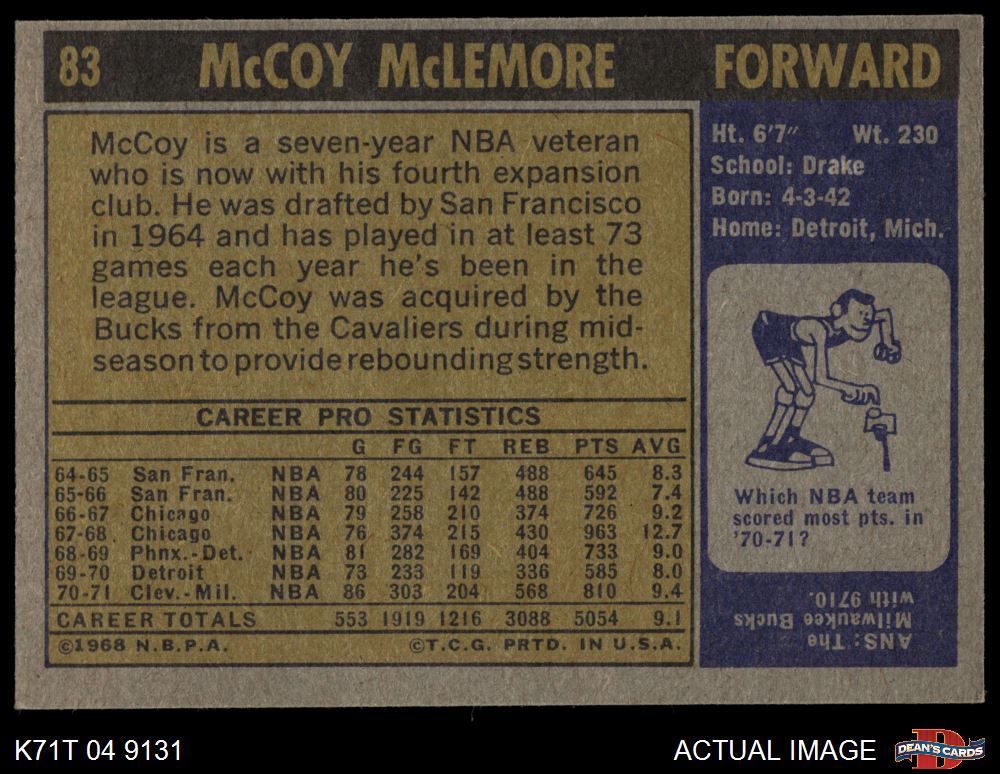 83 McCOY McLEMORE FORWARD
McCoy is a seven-year NBA veteran
who is now with his fourth expansion
club. He was drafted by San Francisco
in 1964 and has played in at least 73
games each year he's been in the
league. McCoy was acquired by the
Bucks from the Cavaliers during mid-
season to provide rebounding strength.
CAREER PRO STATISTICS
G FG FT REB PTS AVG
64-65 San Fran. NBA 78 244 157 488 645 8.3
65-66 San Fran. NBA 80 225 142 488 592 7.4
66-67 Chicago NBA 79 258 210 374 726 9.2
67-68 Chicago NBA 76 374 215 430 963 12.7
68-69 Phnx.-Det. NBA 81 282 169 404 733 9.0
69-70 Detroit NBA 73 233 119 336 585 8.0
70-71 Clev.-Mil. NBA 86 303 204 568 810 9.4
CAREER TOTALS 553 1919 1216 3088 5054 9.1
©1968 N.B.P.A. ©T.C.G. PRTD. IN U.S.A.
Ht. 6'7" Wt. 230
School: Drake
Born: 4-3-42
Home: Detroit, Mich.
Which NBA team
scored most pts. in
'70-71?
ANS: The
Milwaukee Bucks
with 9710.
K71T 04 9131 ACTUAL IMAGE
D
DEAN'S CARDS